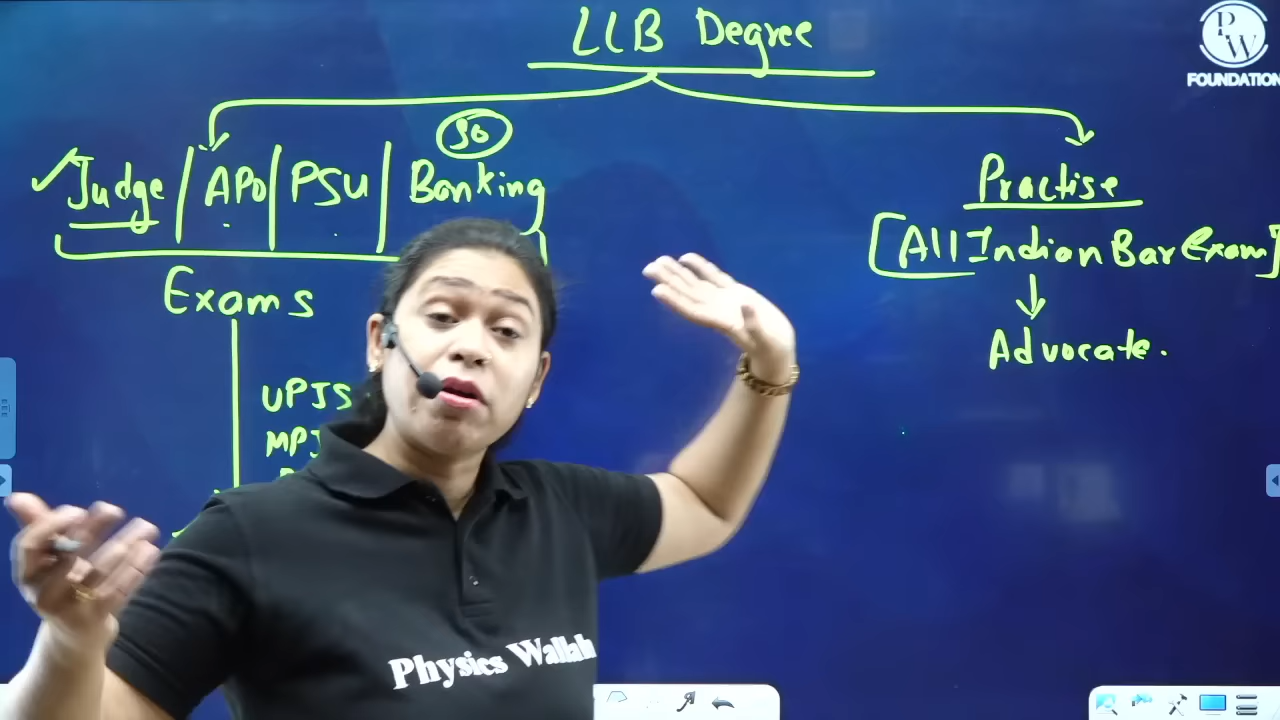 LLB Degree
PW
FOUNDATION
SO
Judge / APO | PSU | Banking
Practise
[All Indian Bar Exam]
Exams
Advocate.
UPJS
MPJ
Physics Wallah